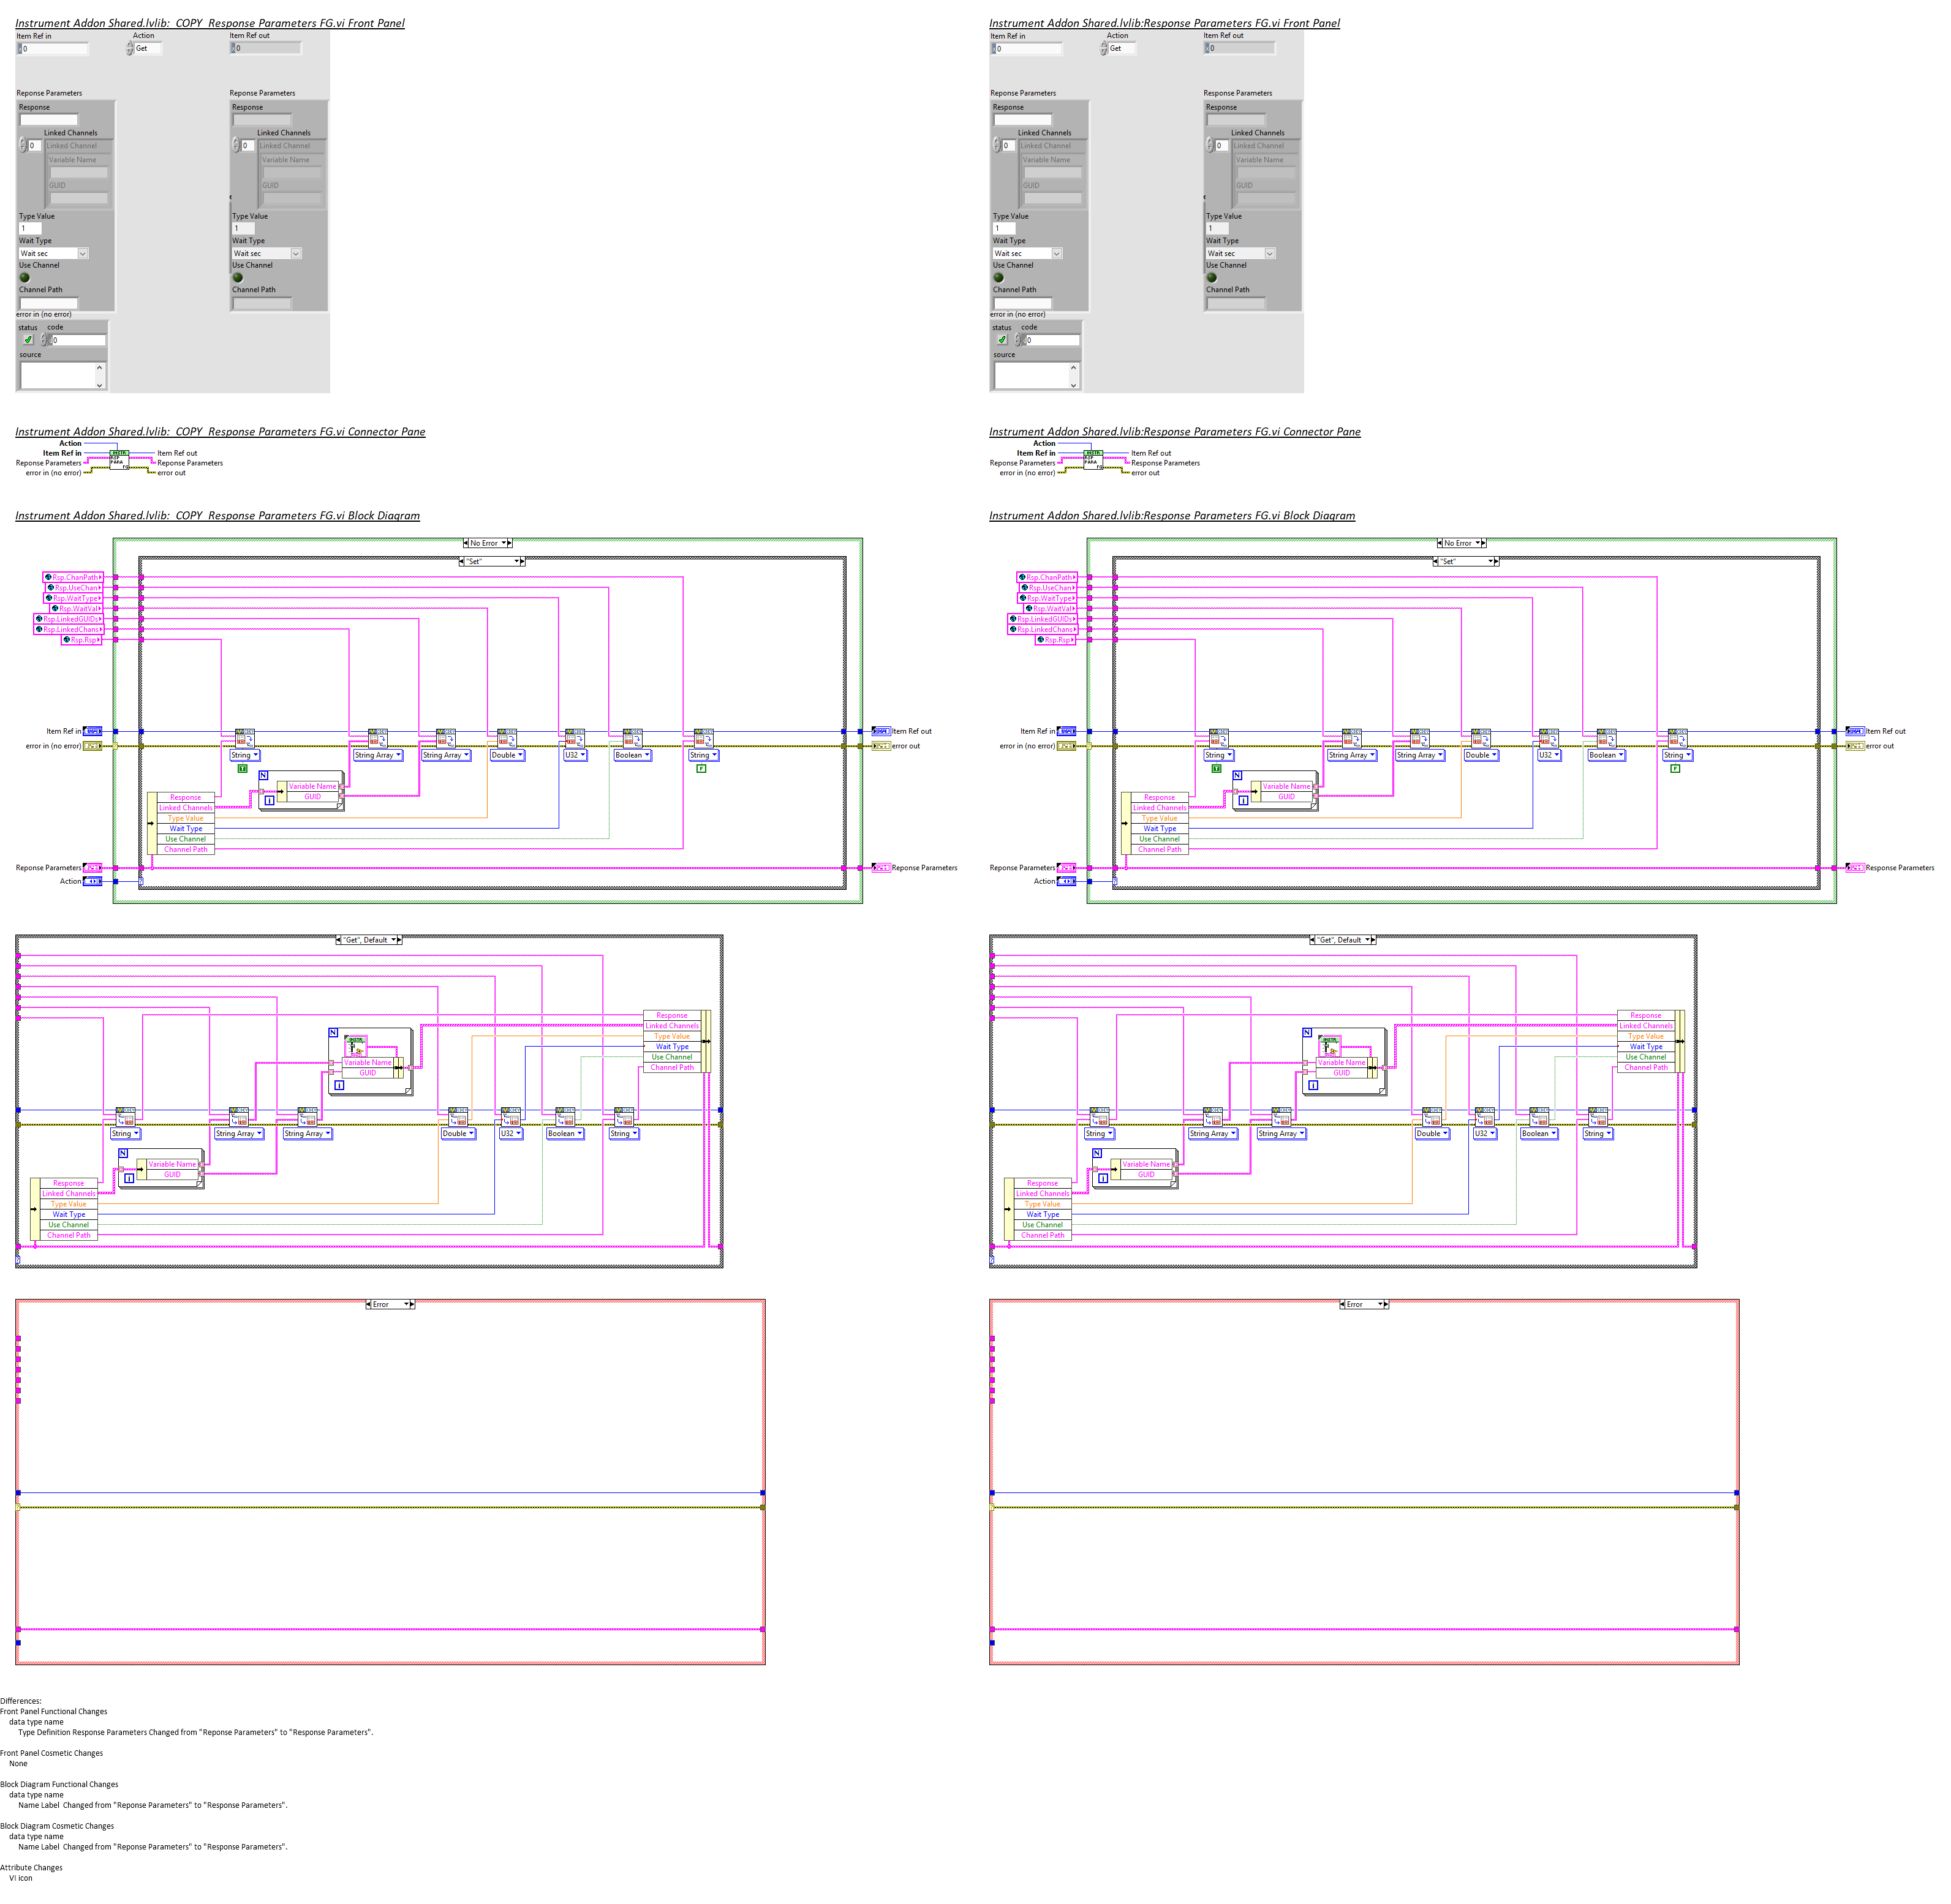 Instrument Addon Shared.lvlib:  COPY  Response Parameters FG.vi Front Panel
Item Ref in
Action
Item Ref out
0
Get
0
Reponse Parameters
Reponse Parameters
Response
Response
Linked Channels
Linked Channels
0
Linked Channel
0
Linked Channel
Variable Name
Variable Name
GUID
GUID
Type Value
Type Value
1
1
Wait Type
Wait Type
Wait sec
Wait sec
Use Channel
Use Channel
Channel Path
Channel Path
error in (no error)
status
code
0
source
Instrument Addon Shared.lvlib:Response Parameters FG.vi Front Panel
Item Ref in
Action
Item Ref out
0
Get
0
Reponse Parameters
Response Parameters
Response
Response
Linked Channels
Linked Channels
0
Linked Channel
0
Linked Channel
Variable Name
Variable Name
GUID
GUID
Type Value
Type Value
1
1
Wait Type
Wait Type
Wait sec
Wait sec
Use Channel
Use Channel
Channel Path
Channel Path
error in (no error)
status
code
0
source
Instrument Addon Shared.lvlib:  COPY  Response Parameters FG.vi Connector Pane
Action
Item Ref in
Item Ref out
Reponse Parameters
Reponse Parameters
error in (no error)
error out
Instrument Addon Shared.lvlib:Response Parameters FG.vi Connector Pane
Action
Item Ref in
Item Ref out
Reponse Parameters
Response Parameters
error in (no error)
error out
Instrument Addon Shared.lvlib:  COPY  Response Parameters FG.vi Block Diagram
No Error
"Set"
Rsp.ChanPath
Rsp.UseChan
Rsp.WaitType
Rsp.WaitVal
Rsp.LinkedGUIDs
Rsp.LinkedChans
Rsp.Rsp
Item Ref in
Item Ref out
error in (no error)
error out
String
String Array
String Array
Double
U32
Boolean
String
T
F
N
i
Variable Name
GUID
Response
Linked Channels
Type Value
Wait Type
Use Channel
Channel Path
Reponse Parameters
Reponse Parameters
Action
Instrument Addon Shared.lvlib:Response Parameters FG.vi Block Diagram
No Error
"Set"
Rsp.ChanPath
Rsp.UseChan
Rsp.WaitType
Rsp.WaitVal
Rsp.LinkedGUIDs
Rsp.LinkedChans
Rsp.Rsp
Item Ref in
Item Ref out
error in (no error)
error out
String
String Array
String Array
Double
U32
Boolean
String
T
F
N
i
Variable Name
GUID
Response
Linked Channels
Type Value
Wait Type
Use Channel
Channel Path
Reponse Parameters
Response Parameters
Action
"Get", Default
N
Variable Name
GUID
i
Response
Linked Channels
Type Value
Wait Type
Use Channel
Channel Path
String
String Array
String Array
Double
U32
Boolean
String
N
i
Variable Name
GUID
Response
Linked Channels
Type Value
Wait Type
Use Channel
Channel Path
"Get", Default
N
Variable Name
GUID
i
Response
Linked Channels
Type Value
Wait Type
Use Channel
Channel Path
String
String Array
String Array
Double
U32
Boolean
String
N
i
Variable Name
GUID
Response
Linked Channels
Type Value
Wait Type
Use Channel
Channel Path
Error
Error
Differences:
Front Panel Functional Changes
data type name
Type Definition Response Parameters Changed from "Reponse Parameters" to "Response Parameters".
Front Panel Cosmetic Changes
None
Block Diagram Functional Changes
data type name
Name Label  Changed from "Reponse Parameters" to "Response Parameters".
Block Diagram Cosmetic Changes
data type name
Name Label  Changed from "Reponse Parameters" to "Response Parameters".
Attribute Changes
VI icon